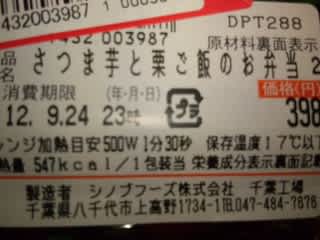 432003987
DPT288
432 003987
原材料裏面表示
品名 さつま芋と栗ご飯のお弁当 2
消費期限 (年・月・日)
価格(円)
12. 9.24 23時
398
レンジ加熱目安500W 1分30秒 保存温度17℃以下
熱量 547kcal/1包装当 栄養成分表示裏面記載
製造者 シノブフーズ株式会社 千葉工場
千葉県八千代市上高野1734-1 TEL047-484-7676